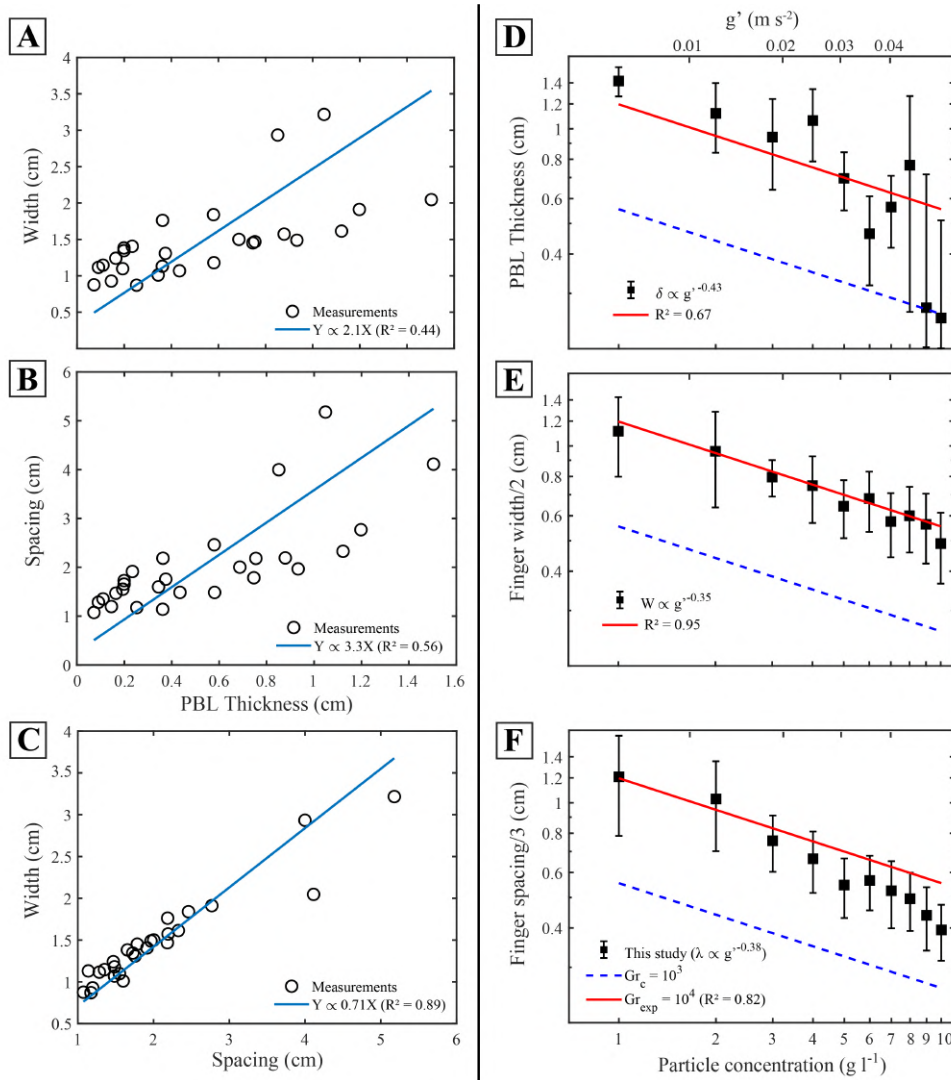 A
4
3.5
3
2.5
2
1.5
1
0.5
Width (cm)
Measurements
Y ∝ 2.1X (R² = 0.44)
B
6
5
4
3
2
1
0
Spacing (cm)
Measurements
Y ∝ 3.3X (R² = 0.56)
0 0.2 0.4 0.6 0.8 1 1.2 1.4 1.6
PBL Thickness (cm)
C
4
3.5
3
2.5
2
1.5
1
0.5
Width (cm)
Measurements
Y ∝ 0.71X (R² = 0.89)
1 2 3 4 5 6
Spacing (cm)
D
g’ (m s⁻²)
0.01 0.02 0.03 0.04
1.4
1.2
1
0.8
0.6
0.4
PBL Thickness (cm)
δ ∝ g’⁻⁰·⁴³
R² = 0.67
E
1.4
1.2
1
0.8
0.6
0.4
Finger width/2 (cm)
W ∝ g’⁻⁰·³⁵
R² = 0.95
F
1.4
1.2
1
0.8
0.6
0.4
Finger spacing/3 (cm)
This study (λ ∝ g’⁻⁰·³⁸)
Gr_c = 10³
Gr_exp = 10⁴ (R² = 0.82)
1 2 3 4 5 6 7 8 9 10
Particle concentration (g l⁻¹)